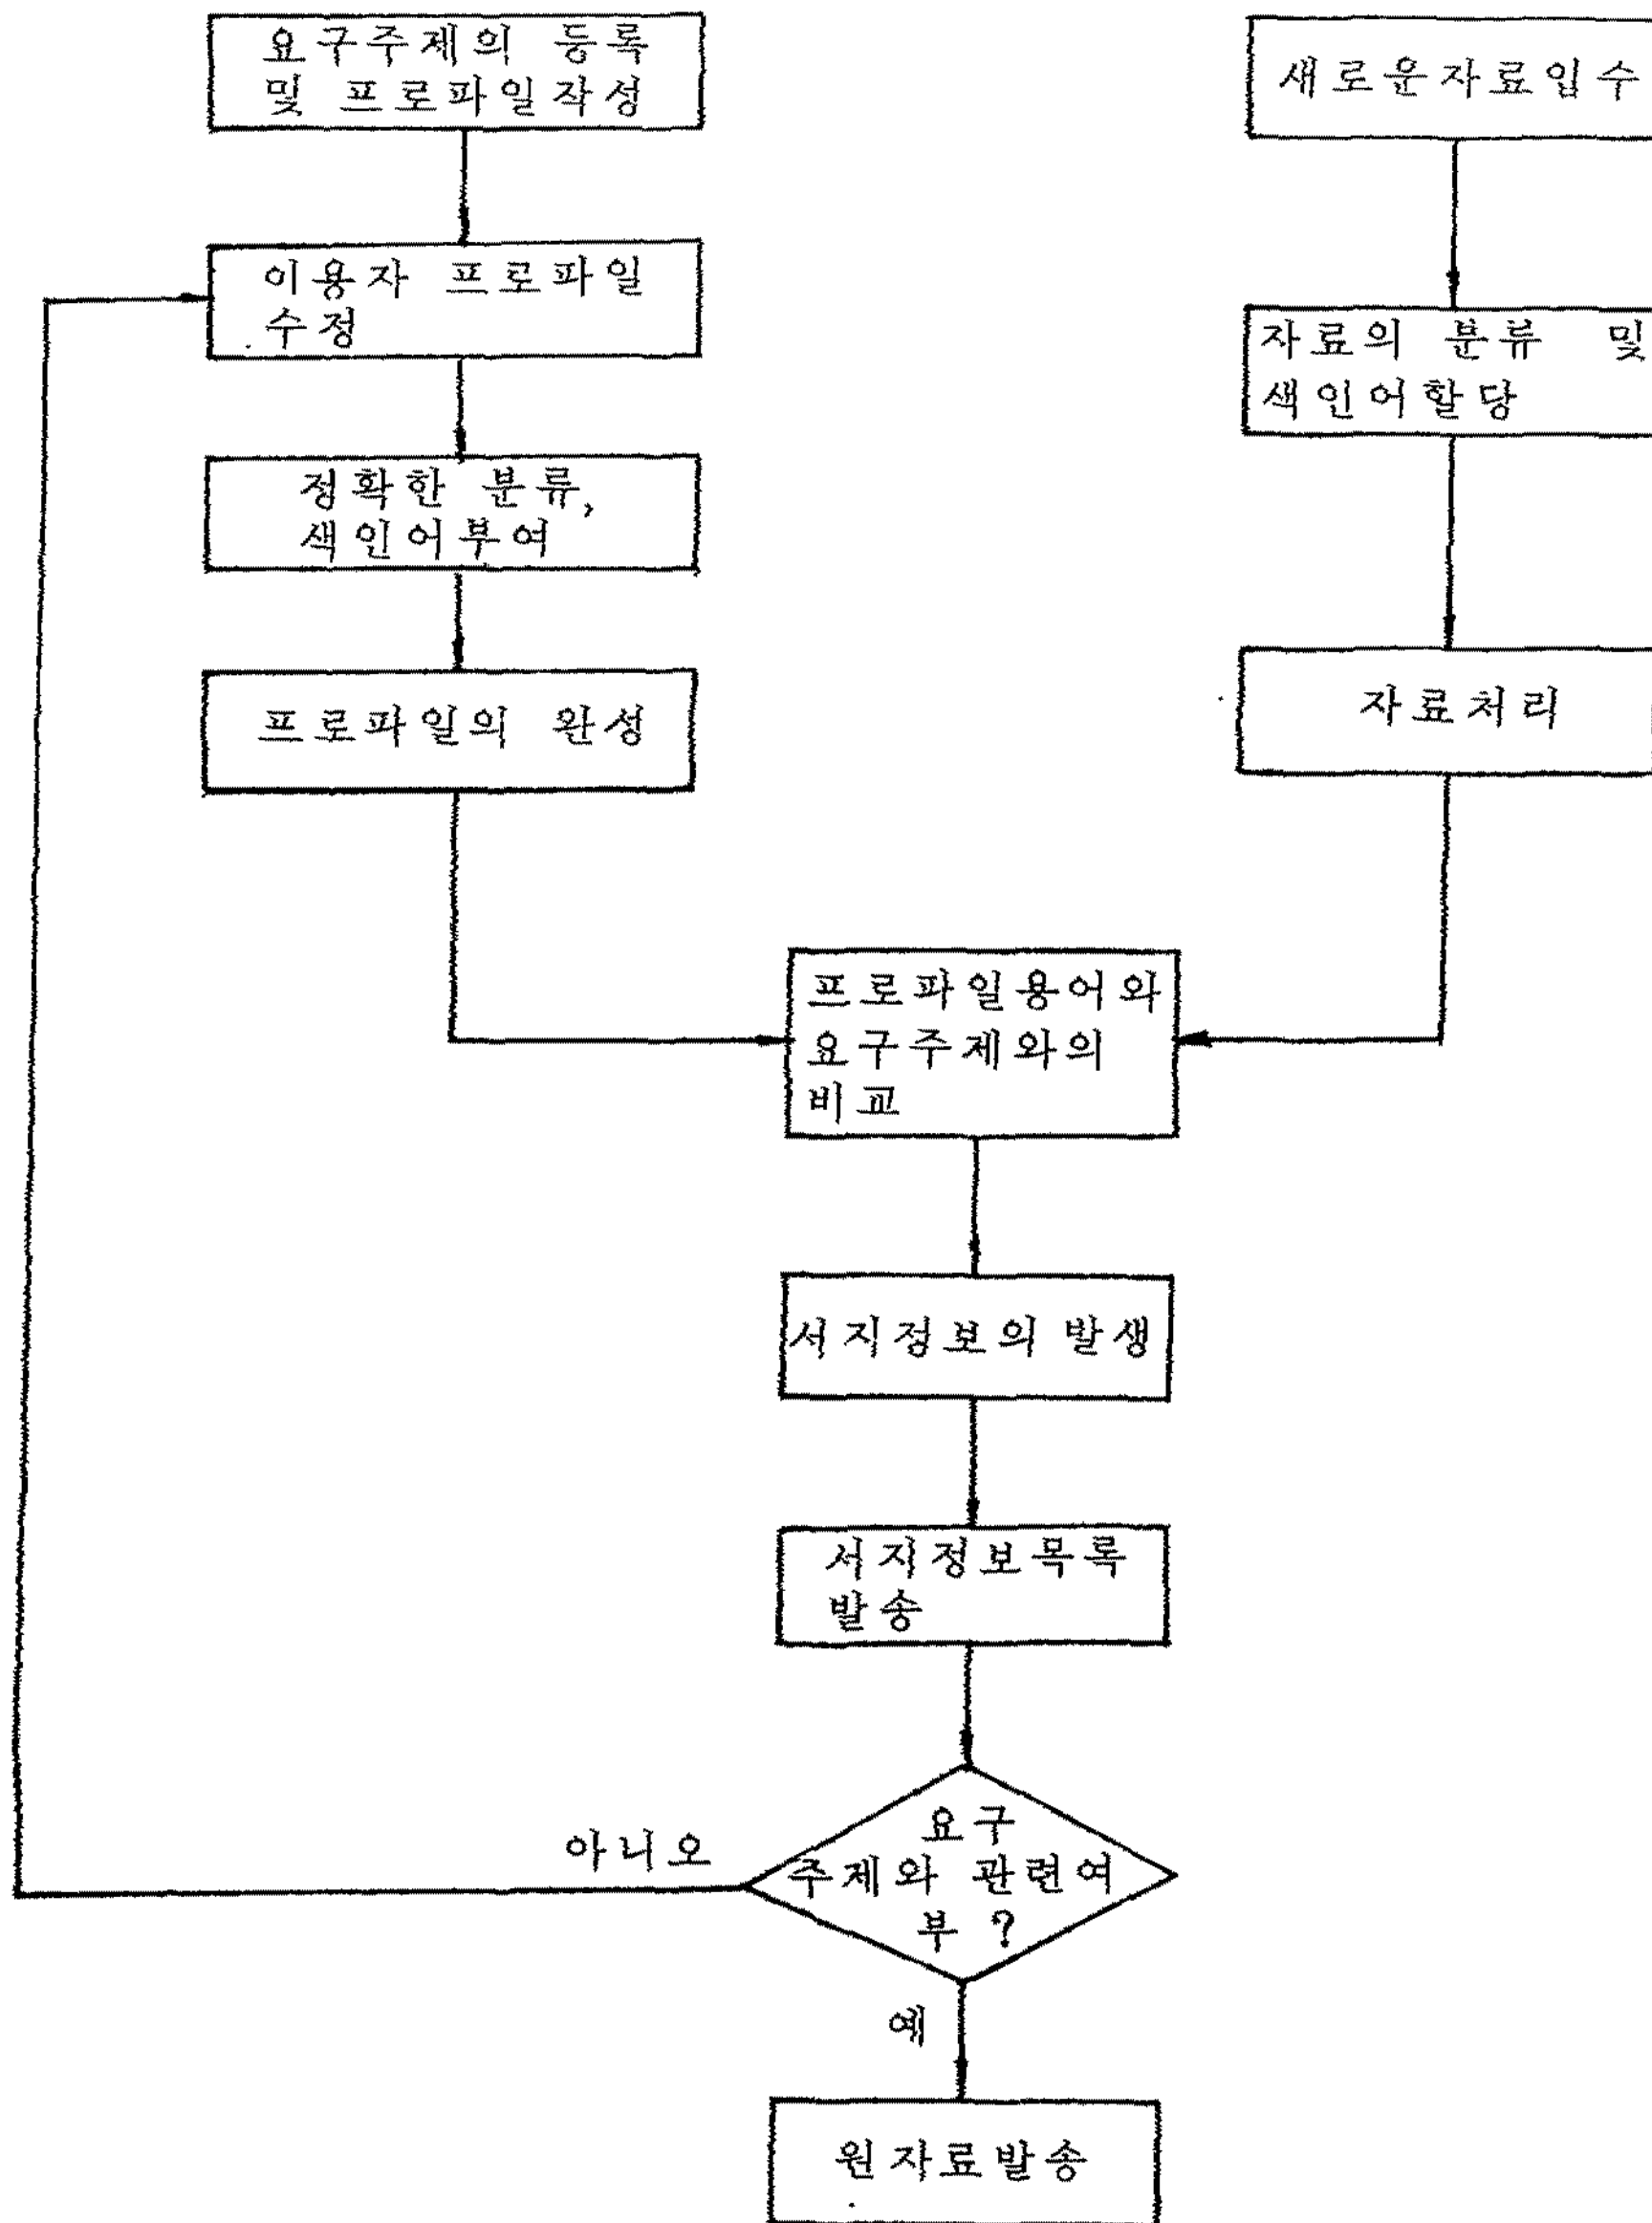 요구주제의 등록
및 프로파일작성
이용자 프로파일
수정
정확한 분류,
색인어부여
프로파일의 완성
새로운자료입수
자료의 분류 및
색인어할당
자료처리
프로파일용어와
요구주제와의
비교
서지정보의 발생
서지정보목록
발송
요구
주제와 관련여
부 ?
아니오
예
원자료발송